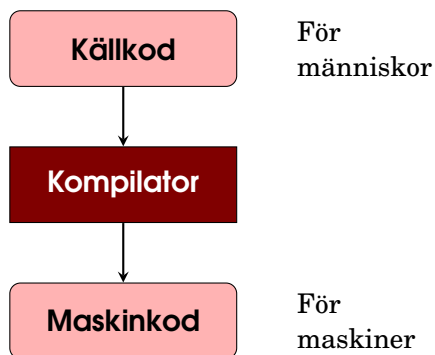 Källkod
För
människor
Kompilator
Maskinkod
För
maskiner